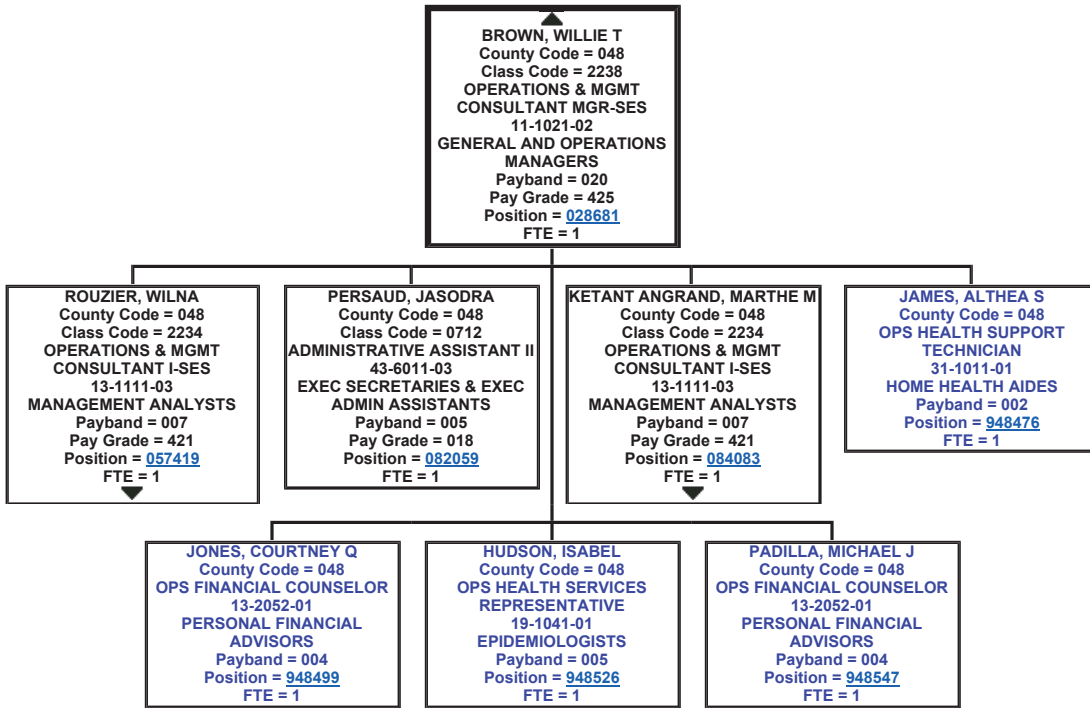 BROWN, WILLIE T
County Code = 048
Class Code = 2238
OPERATIONS & MGMT
CONSULTANT MGR-SES
11-1021-02
GENERAL AND OPERATIONS
MANAGERS
Payband = 020
Pay Grade = 425
Position = 028681
FTE = 1
ROUZIER, WILNA
County Code = 048
Class Code = 2234
OPERATIONS & MGMT
CONSULTANT I-SES
13-1111-03
MANAGEMENT ANALYSTS
Payband = 007
Pay Grade = 421
Position = 057419
FTE = 1
PERSAUD, JASODRA
County Code = 048
Class Code = 0712
ADMINISTRATIVE ASSISTANT II
43-6011-03
EXEC SECRETARIES & EXEC
ADMIN ASSISTANTS
Payband = 005
Pay Grade = 018
Position = 082059
FTE = 1
KETANT ANGRAND, MARTHE M
County Code = 048
Class Code = 2234
OPERATIONS & MGMT
CONSULTANT I-SES
13-1111-03
MANAGEMENT ANALYSTS
Payband = 007
Pay Grade = 421
Position = 084083
FTE = 1
JAMES, ALTHEA S
County Code = 048
OPS HEALTH SUPPORT
TECHNICIAN
31-1011-01
HOME HEALTH AIDES
Payband = 002
Position = 948476
FTE = 1
JONES, COURTNEY Q
County Code = 048
OPS FINANCIAL COUNSELOR
13-2052-01
PERSONAL FINANCIAL
ADVISORS
Payband = 004
Position = 948499
FTE = 1
HUDSON, ISABEL
County Code = 048
OPS HEALTH SERVICES
REPRESENTATIVE
19-1041-01
EPIDEMIOLOGISTS
Payband = 005
Position = 948526
FTE = 1
PADILLA, MICHAEL J
County Code = 048
OPS FINANCIAL COUNSELOR
13-2052-01
PERSONAL FINANCIAL
ADVISORS
Payband = 004
Position = 948547
FTE = 1